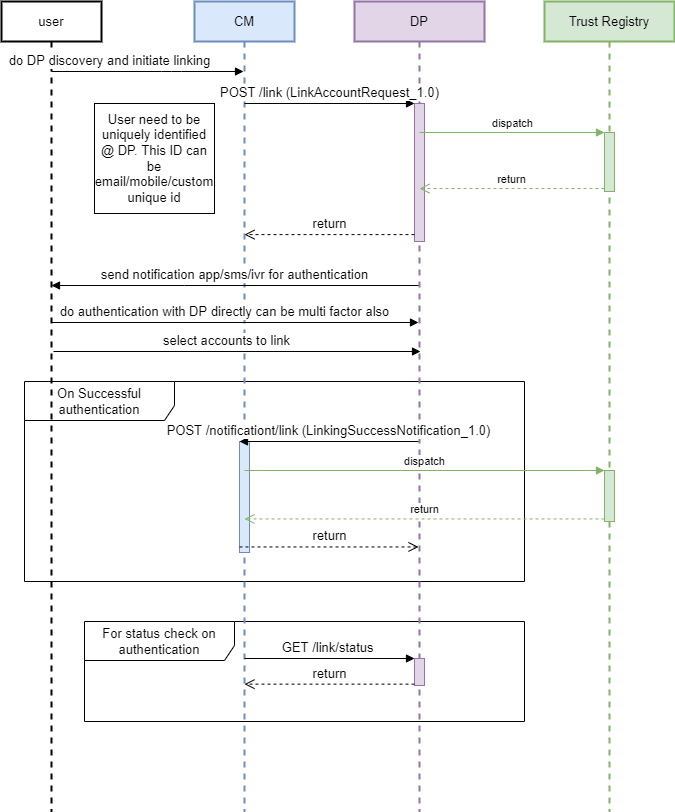 user
CM
DP
Trust Registry
do DP discovery and initiate linking
POST /link (LinkAccountRequest_1.0)
User need to be
uniquely identified
@ DP. This ID can
be
email/mobile/custom
unique id
dispatch
return
return
send notification app/sms/ivr for authentication
do authentication with DP directly can be multi factor also
select accounts to link
On Successful
authentication
POST /notificationt/link (LinkingSuccessNotification_1.0)
dispatch
return
return
For status check on
authentication
GET /link/status
return